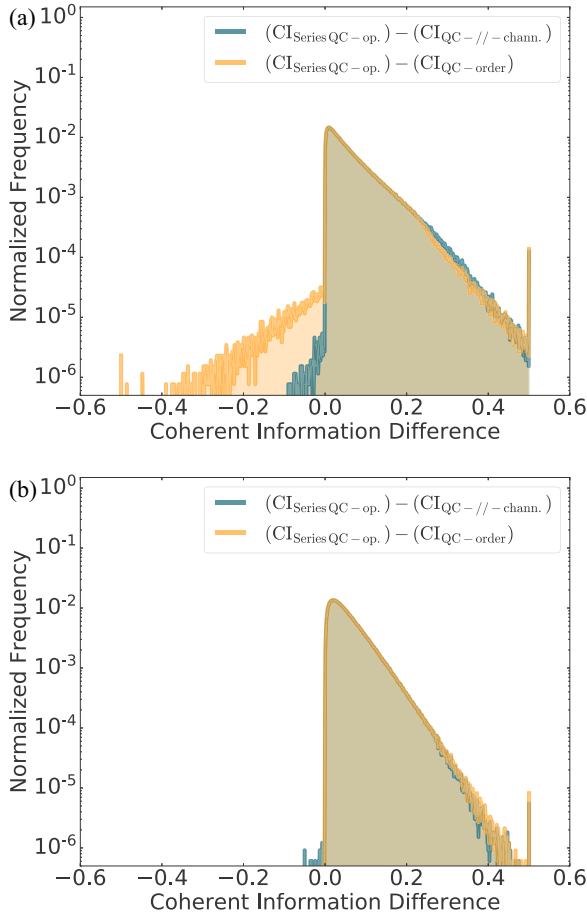 (a)
10⁰
10⁻¹
10⁻²
10⁻³
10⁻⁴
10⁻⁵
10⁻⁶
Normalized Frequency
(CI_Series QC−op.) − (CI_QC−//−chann.)
(CI_Series QC−op.) − (CI_QC−order)
−0.6 −0.4 −0.2 0.0 0.2 0.4 0.6
Coherent Information Difference
(b)
10⁰
10⁻¹
10⁻²
10⁻³
10⁻⁴
10⁻⁵
10⁻⁶
Normalized Frequency
(CI_Series QC−op.) − (CI_QC−//−chann.)
(CI_Series QC−op.) − (CI_QC−order)
−0.6 −0.4 −0.2 0.0 0.2 0.4 0.6
Coherent Information Difference